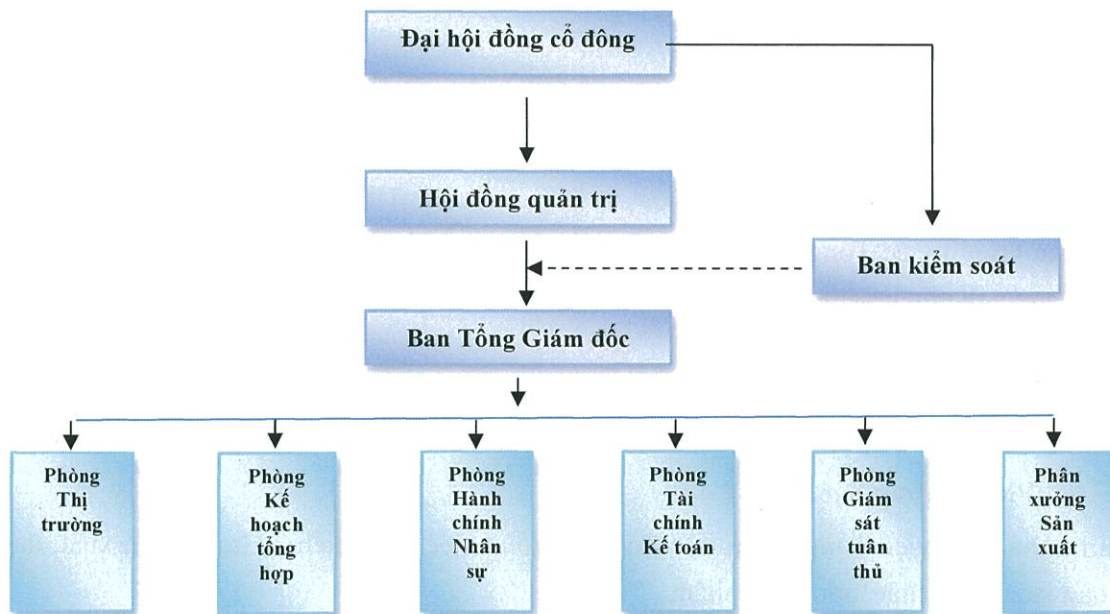 Đại hội đồng cổ đông
Hội đồng quản trị
Ban kiểm soát
Ban Tổng Giám đốc
Phòng
Thị
trường
Phòng
Kế
hoạch
tổng
hợp
Phòng
Hành
chính
Nhân
sự
Phòng
Tài
chính
Kế toán
Phòng
Giám
sát
tuân
thủ
Phân
xưởng
Sản
xuất